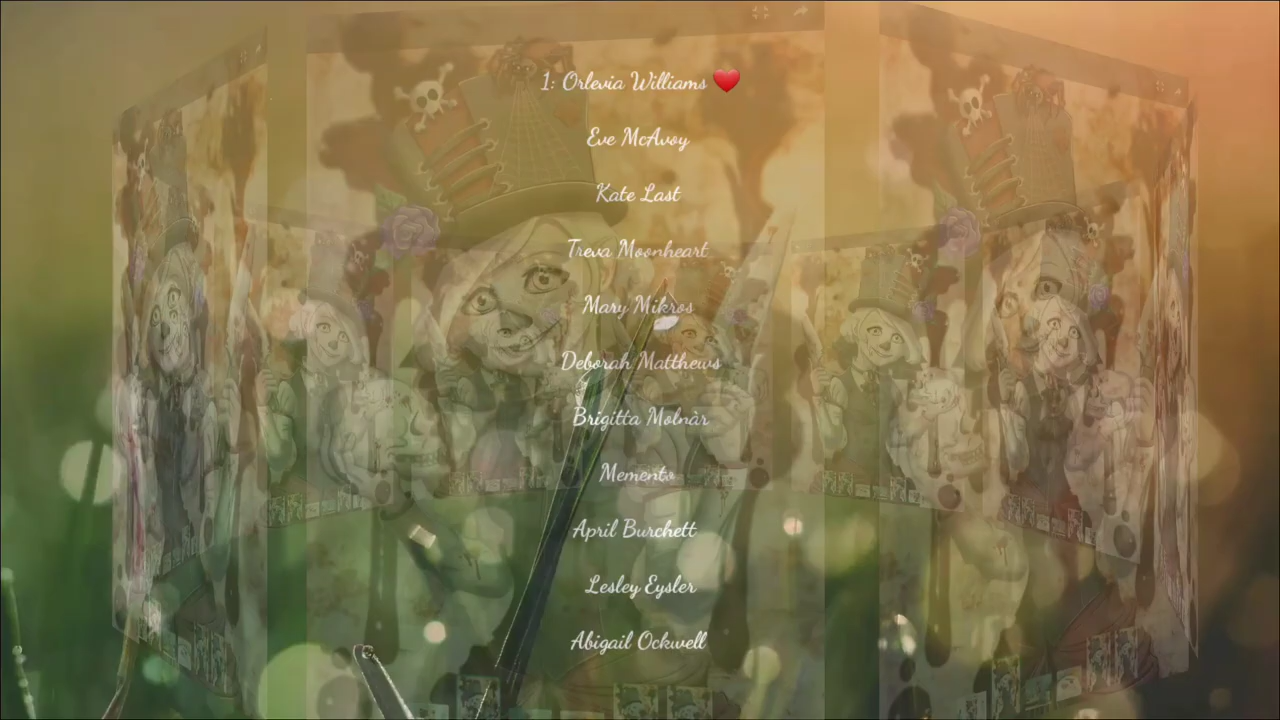 1: Orlevia Williams ❤️
Eve McAvoy
Kate Last
Treva Moonheart
Mary Mikros
Deborah Matthews
Brigitta Molnàr
Memento
April Burchett
Lesley Eysler
Abigail Ockwell